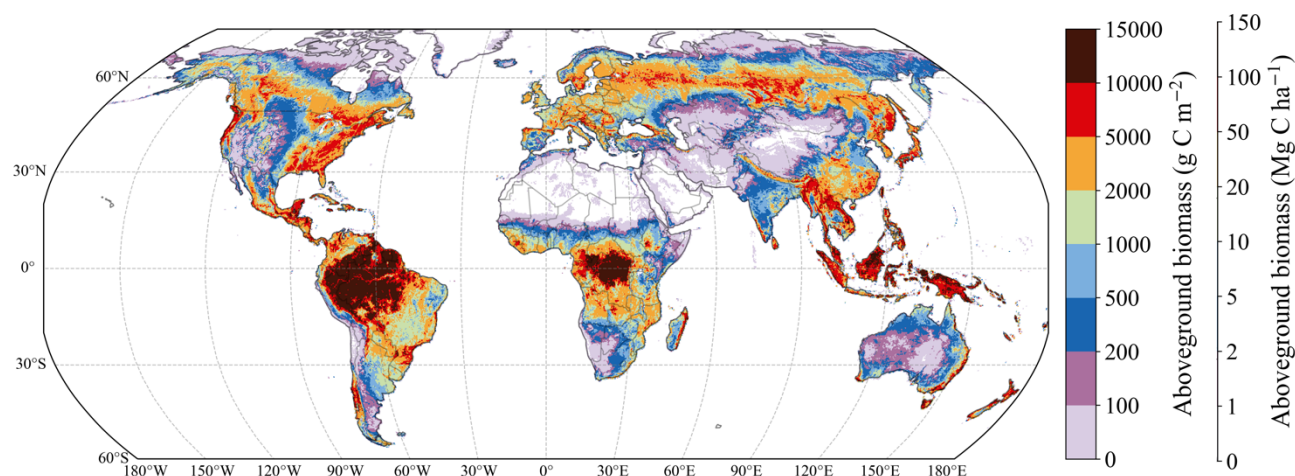 60°N
30°N
0°
30°S
60°S
180°W 150°W 120°W 90°W 60°W 30°W 0° 30°E 60°E 90°E 120°E 150°E 180°E
15000
10000
5000
2000
1000
500
200
100
0
Aboveground biomass (g C m⁻²)
150
100
50
20
10
5
2
1
0
Aboveground biomass (Mg C ha⁻¹)